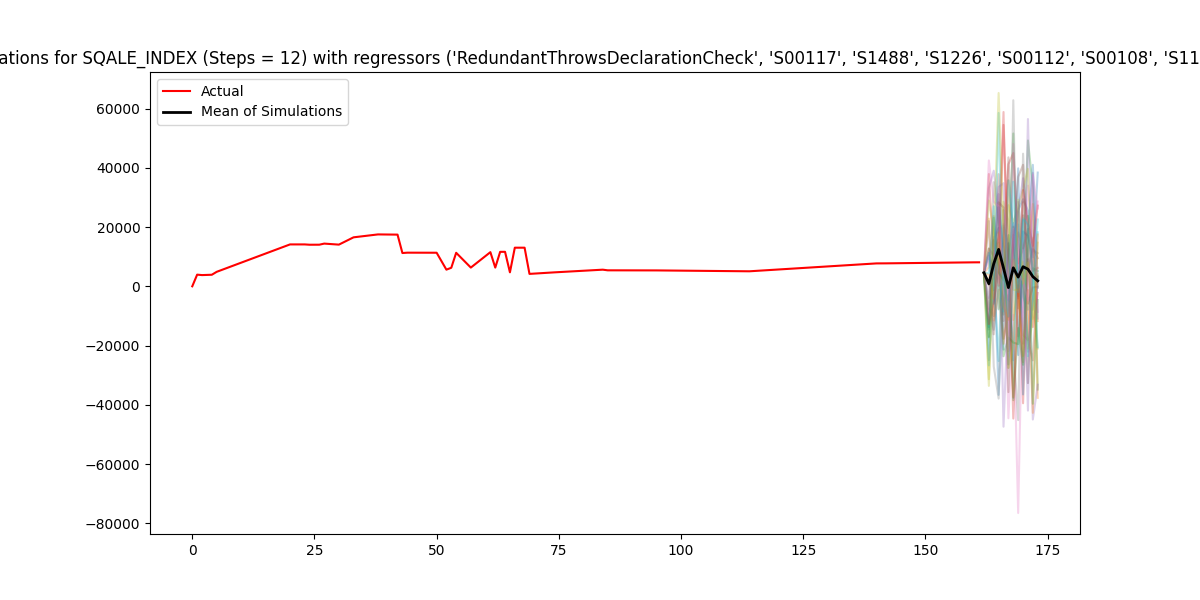 ations for SQALE_INDEX (Steps = 12) with regressors ('RedundantThrowsDeclarationCheck', 'S00117', 'S1488', 'S1226', 'S00112', 'S00108', 'S11
Actual
Mean of Simulations
60000
40000
20000
0
−20000
−40000
−60000
−80000
0 25 50 75 100 125 150 175